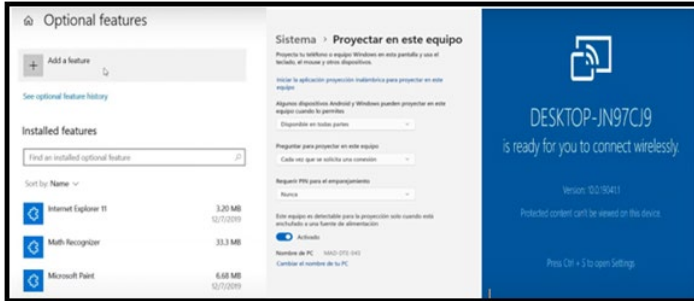 Optional features
Add a feature
See optional feature history
Installed features
Find an installed optional feature
Sort by: Name
Internet Explorer 11
3.20 MB
12/7/2019
Math Recognizer
33.3 MB
Microsoft Paint
6.68 MB
12/7/2019
Sistema > Proyectar en este equipo
Proyecta tu teléfono o equipo Windows en esta pantalla y usa el
teclado, el mouse y otros dispositivos.
Iniciar la aplicación proyección inalámbrica para proyectar en este
equipo
Algunos dispositivos Android y Windows pueden proyectar en este
equipo cuando lo permites
Disponible en todas partes
Preguntar para proyectar en este equipo
Cada vez que se solicita una conexión
Requerir PIN para el emparejamiento
Nunca
Este equipo es detectable para la proyección solo cuando está
enchufado a una fuente de alimentación
Activado
Nombre de PC
Cambiar el nombre de tu PC
DESKTOP-JN97CJ9
is ready for you to connect wirelessly.
Version: 10.0.19041.1
Protected content can't be viewed on this device.
Press Ctrl + S to open Settings